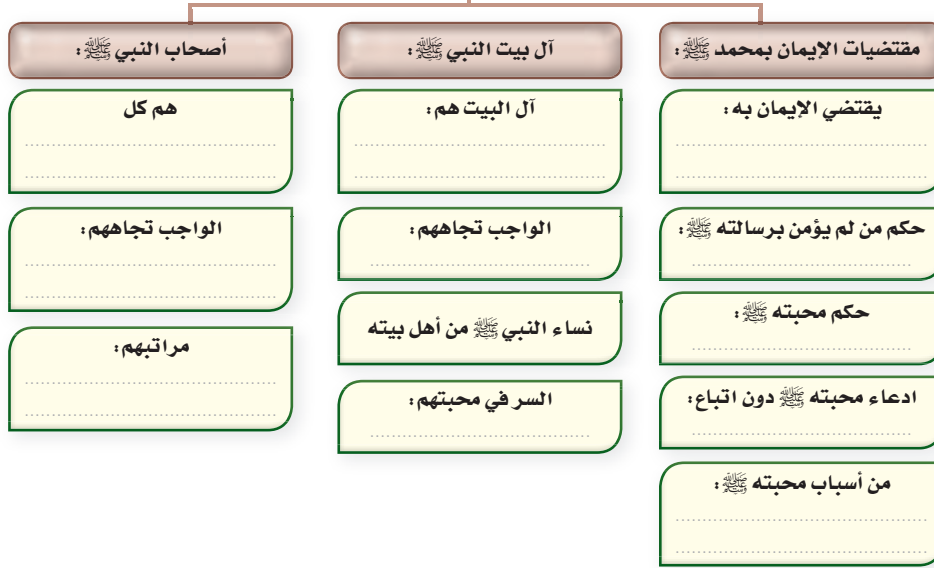 مقتضيات الإيمان بمحمد ﷺ :
يقتضي الإيمان به :
حكم من لم يؤمن برسالته ﷺ :
حكم محبته ﷺ :
ادعاء محبته ﷺ دون اتباع :
من أسباب محبته ﷺ :
آل بيت النبي ﷺ :
آل البيت هم :
الواجب تجاههم :
نساء النبي ﷺ من أهل بيته
السر في محبتهم :
أصحاب النبي ﷺ :
هم كل
الواجب تجاههم :
مراتبهم :